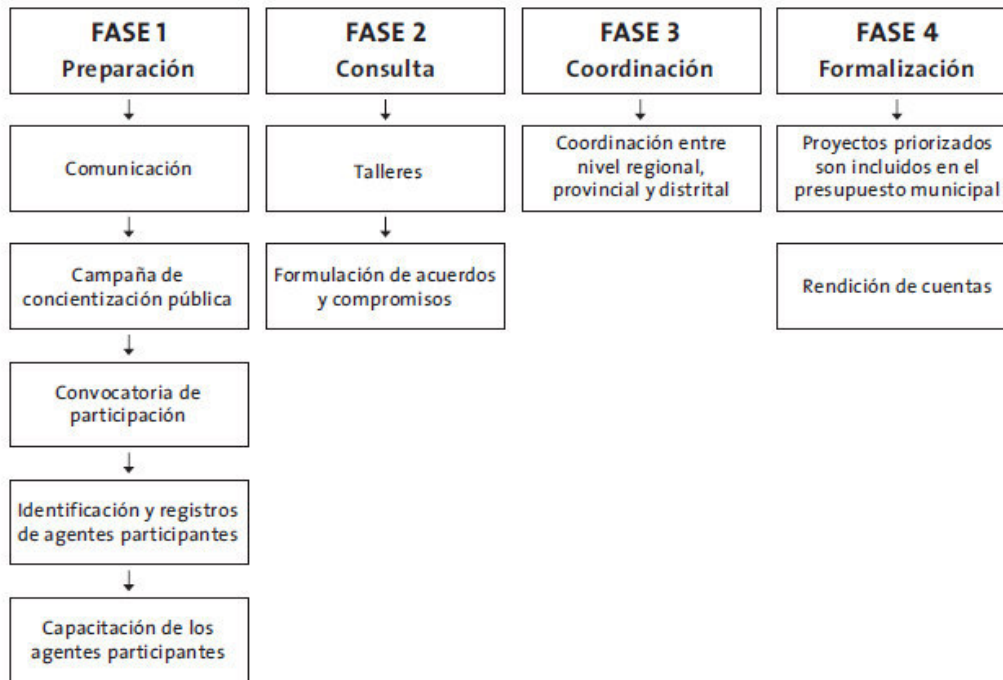 FASE 1
Preparación
Comunicación
Campaña de
concientización pública
Convocatoria de
participación
Identificación y registros
de agentes participantes
Capacitación de los
agentes participantes
FASE 2
Consulta
Talleres
Formulación de acuerdos
y compromisos
FASE 3
Coordinación
Coordinación entre
nivel regional,
provincial y distrital
FASE 4
Formalización
Proyectos priorizados
son incluidos en el
presupuesto municipal
Rendición de cuentas